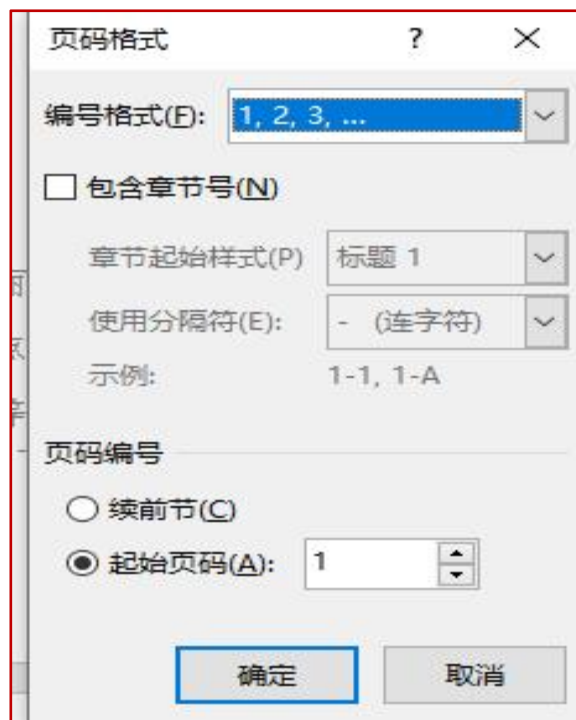 页码格式 ?
编号格式(F): 1, 2, 3, ...
包含章节号(N)
章节起始样式(P) 标题 1
使用分隔符(E): - (连字符)
示例: 1-1, 1-A
页码编号
续前节(C)
起始页码(A): 1
确定 取消